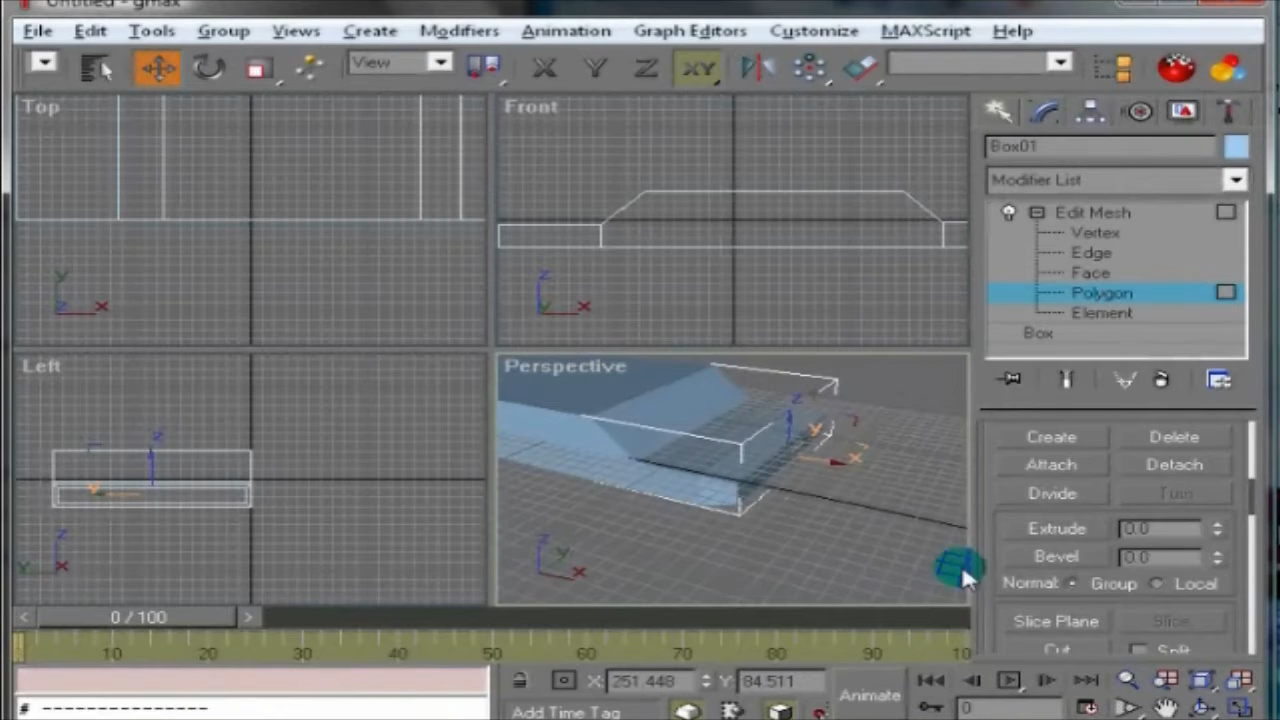 Untitled - gmax
File Edit Tools Group Views Create Modifiers Animation Graph Editors Customize MAXScript Help
View X Y Z XY
Top
Front
Box01
Modifier List
Edit Mesh
Vertex
Edge
Face
Polygon
Element
Box
y
z x
z
y x
Left
Perspective
z
y
x
z
y
z
y x
z
y x
Create Delete
Attach Detach
Divide Turn
Extrude 0.0
Bevel 0.0
Normal: Group Local
Slice Plane Slice
Cut Split
< 0 / 100 >
10 20 30 40 50 60 70 80 90 10
X: 251.448 Y: 84.511
Animate
# ---------------
Add Time Tag
0